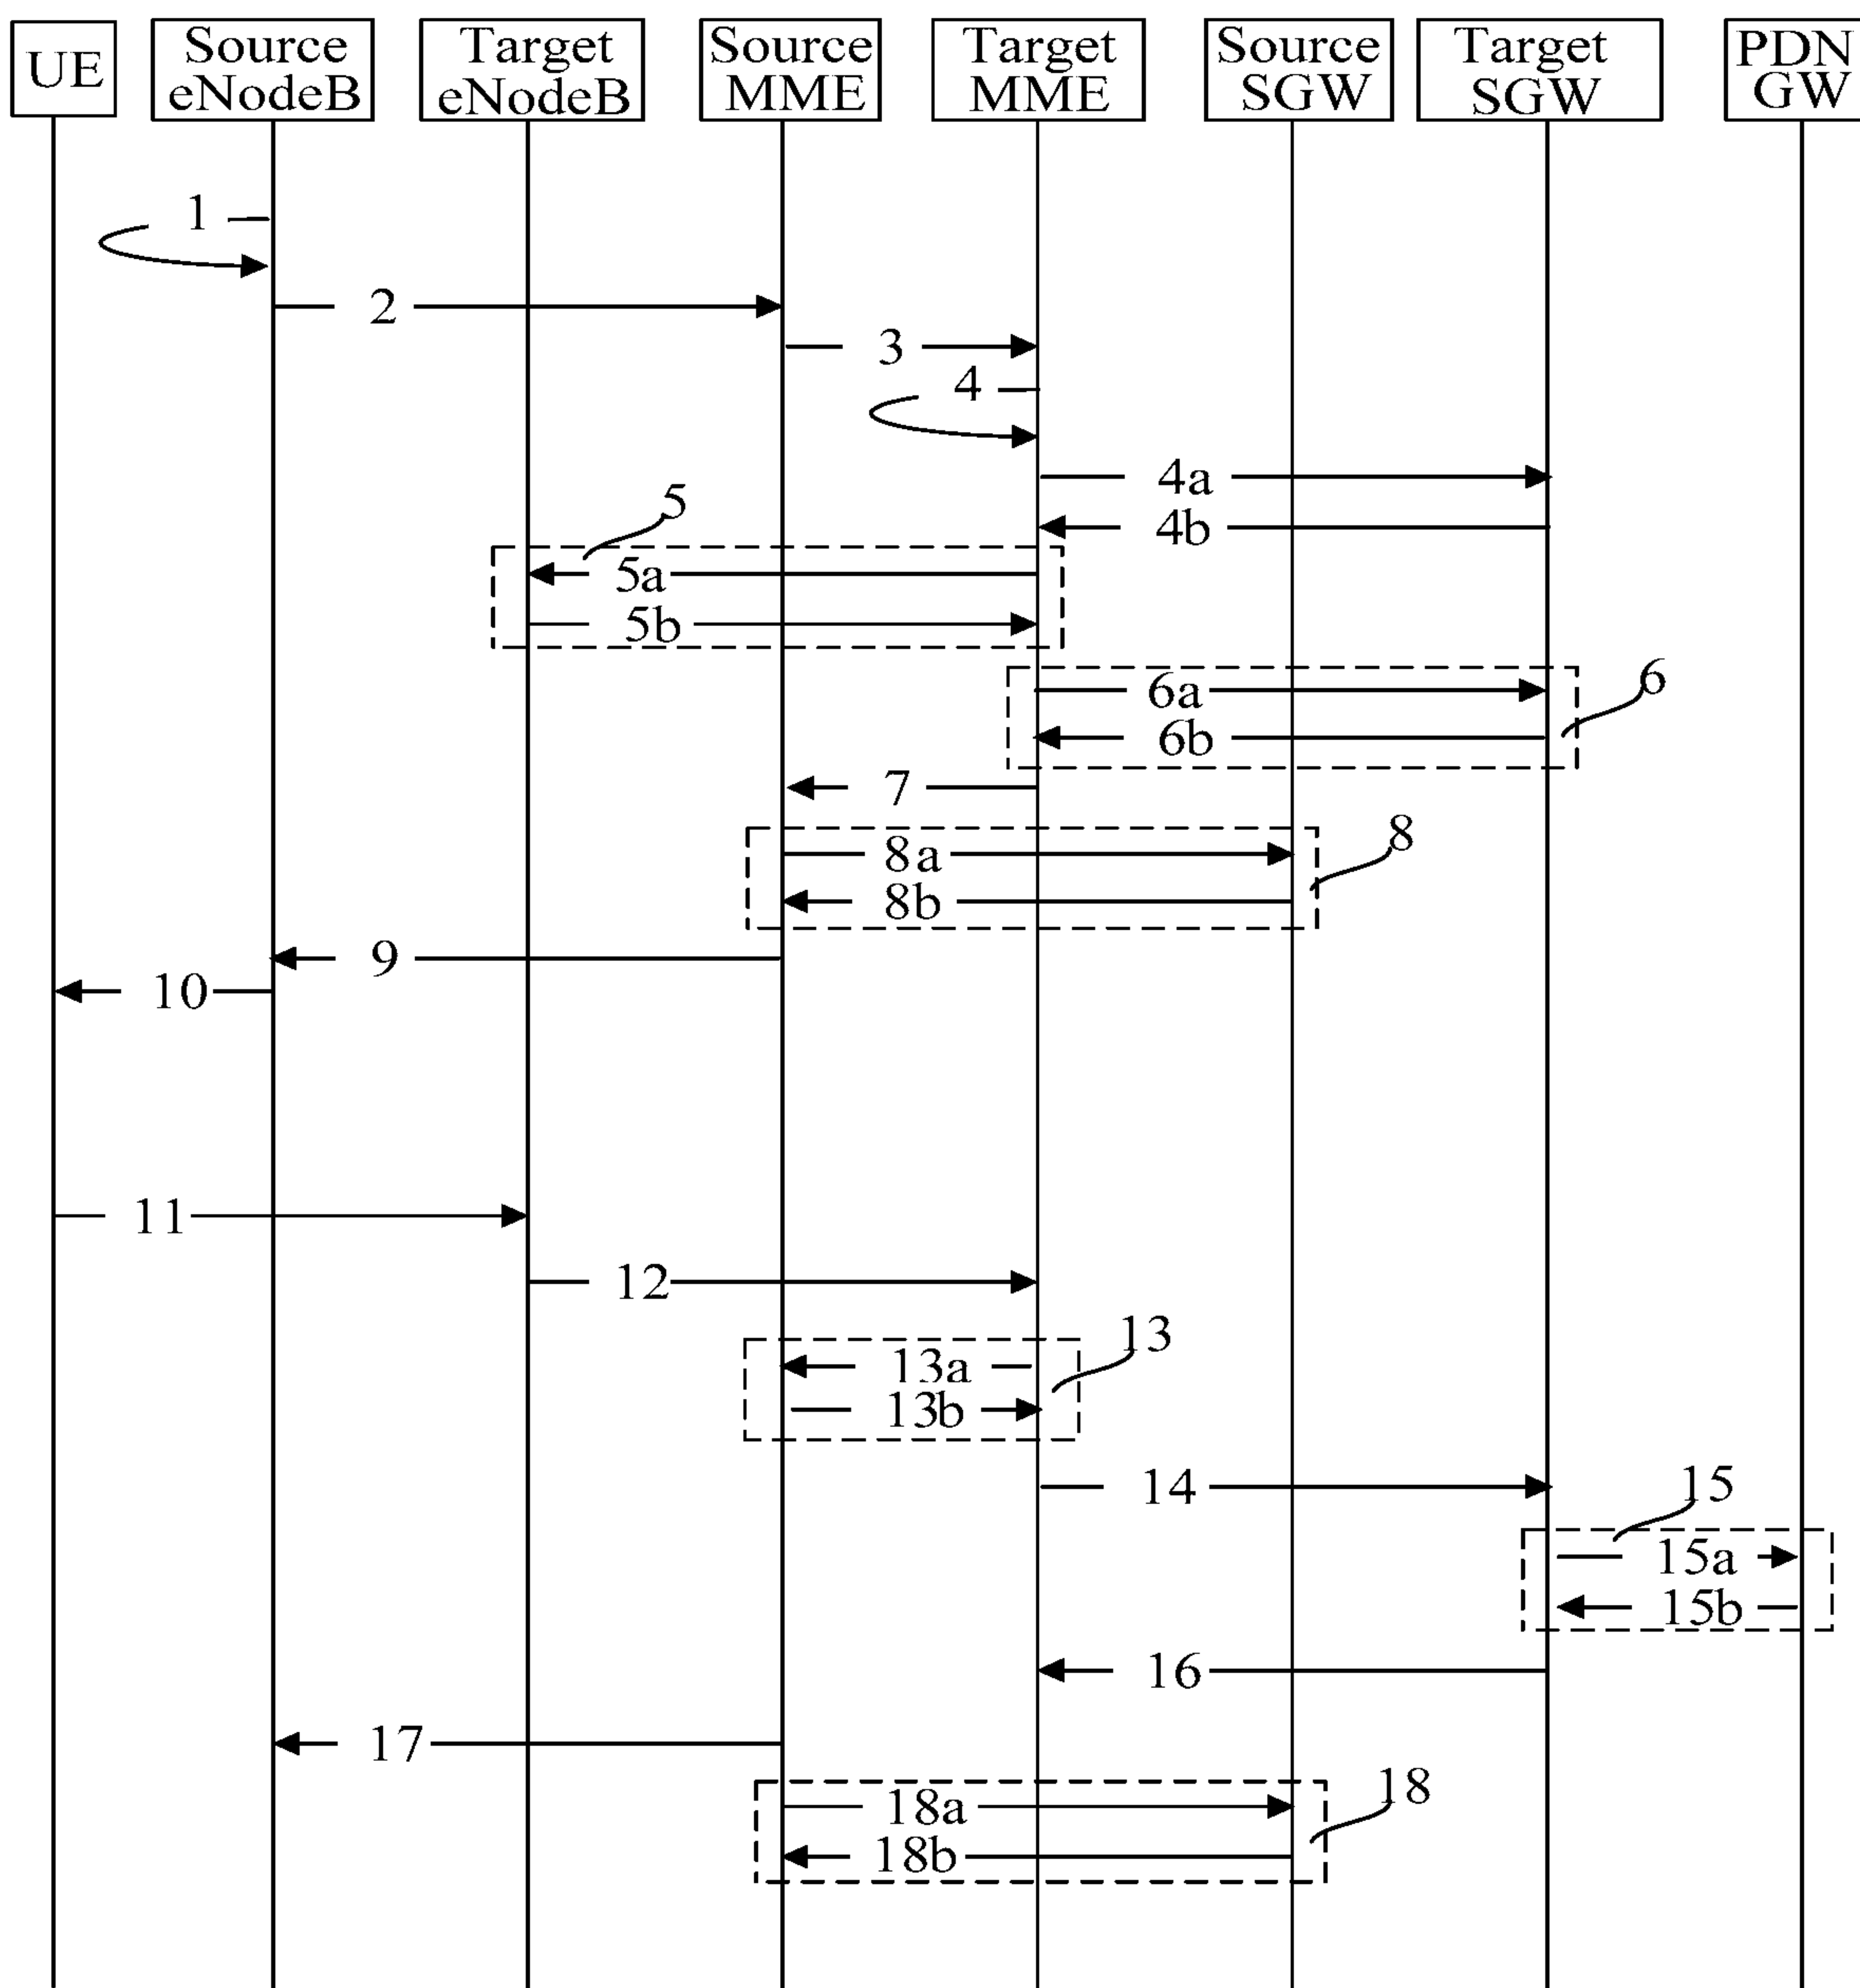 UE
Source
eNodeB
Target
eNodeB
Source
MME
Target
MME
Source
SGW
Target
SGW
PDN
GW
1
2
3
4
4a
4b
5
5a
5b
6
6a
6b
7
8
8a
8b
9
10
11
12
13
13a
13b
14
15
15a
15b
16
17
18
18a
18b